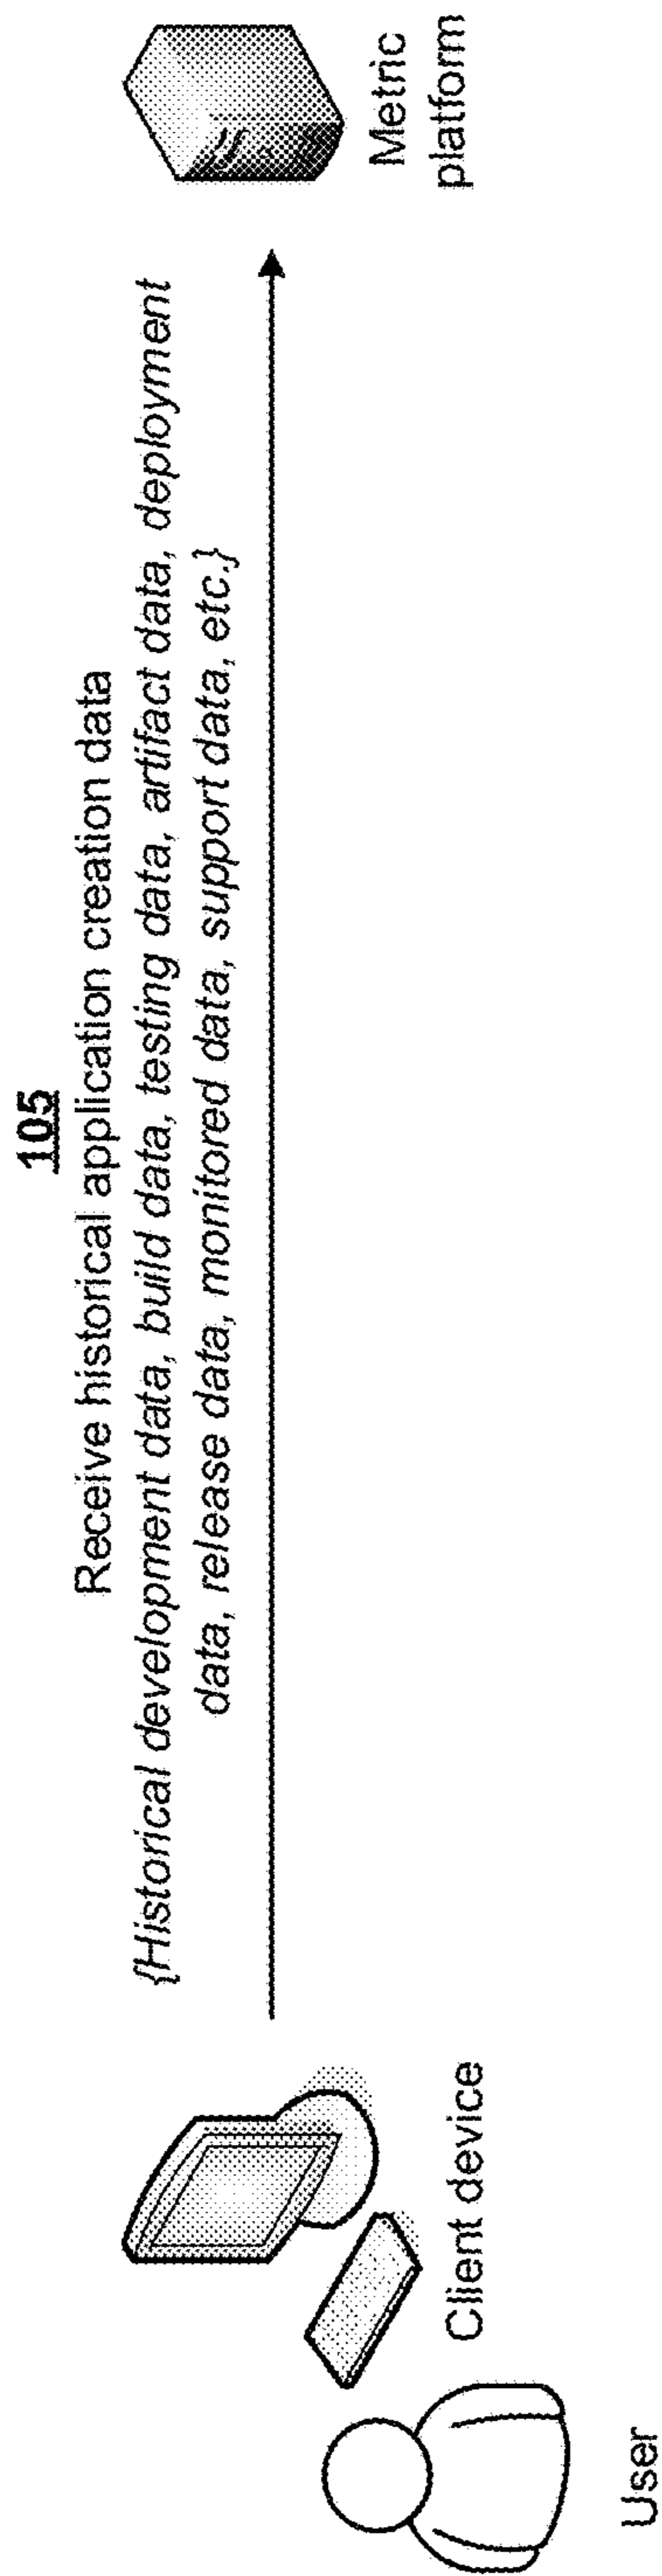 105
Receive historical application creation data
{Historical development data, build data, testing data, artifact data, deployment
data, release data, monitored data, support data, etc.}
Metric
platform
Client device
User